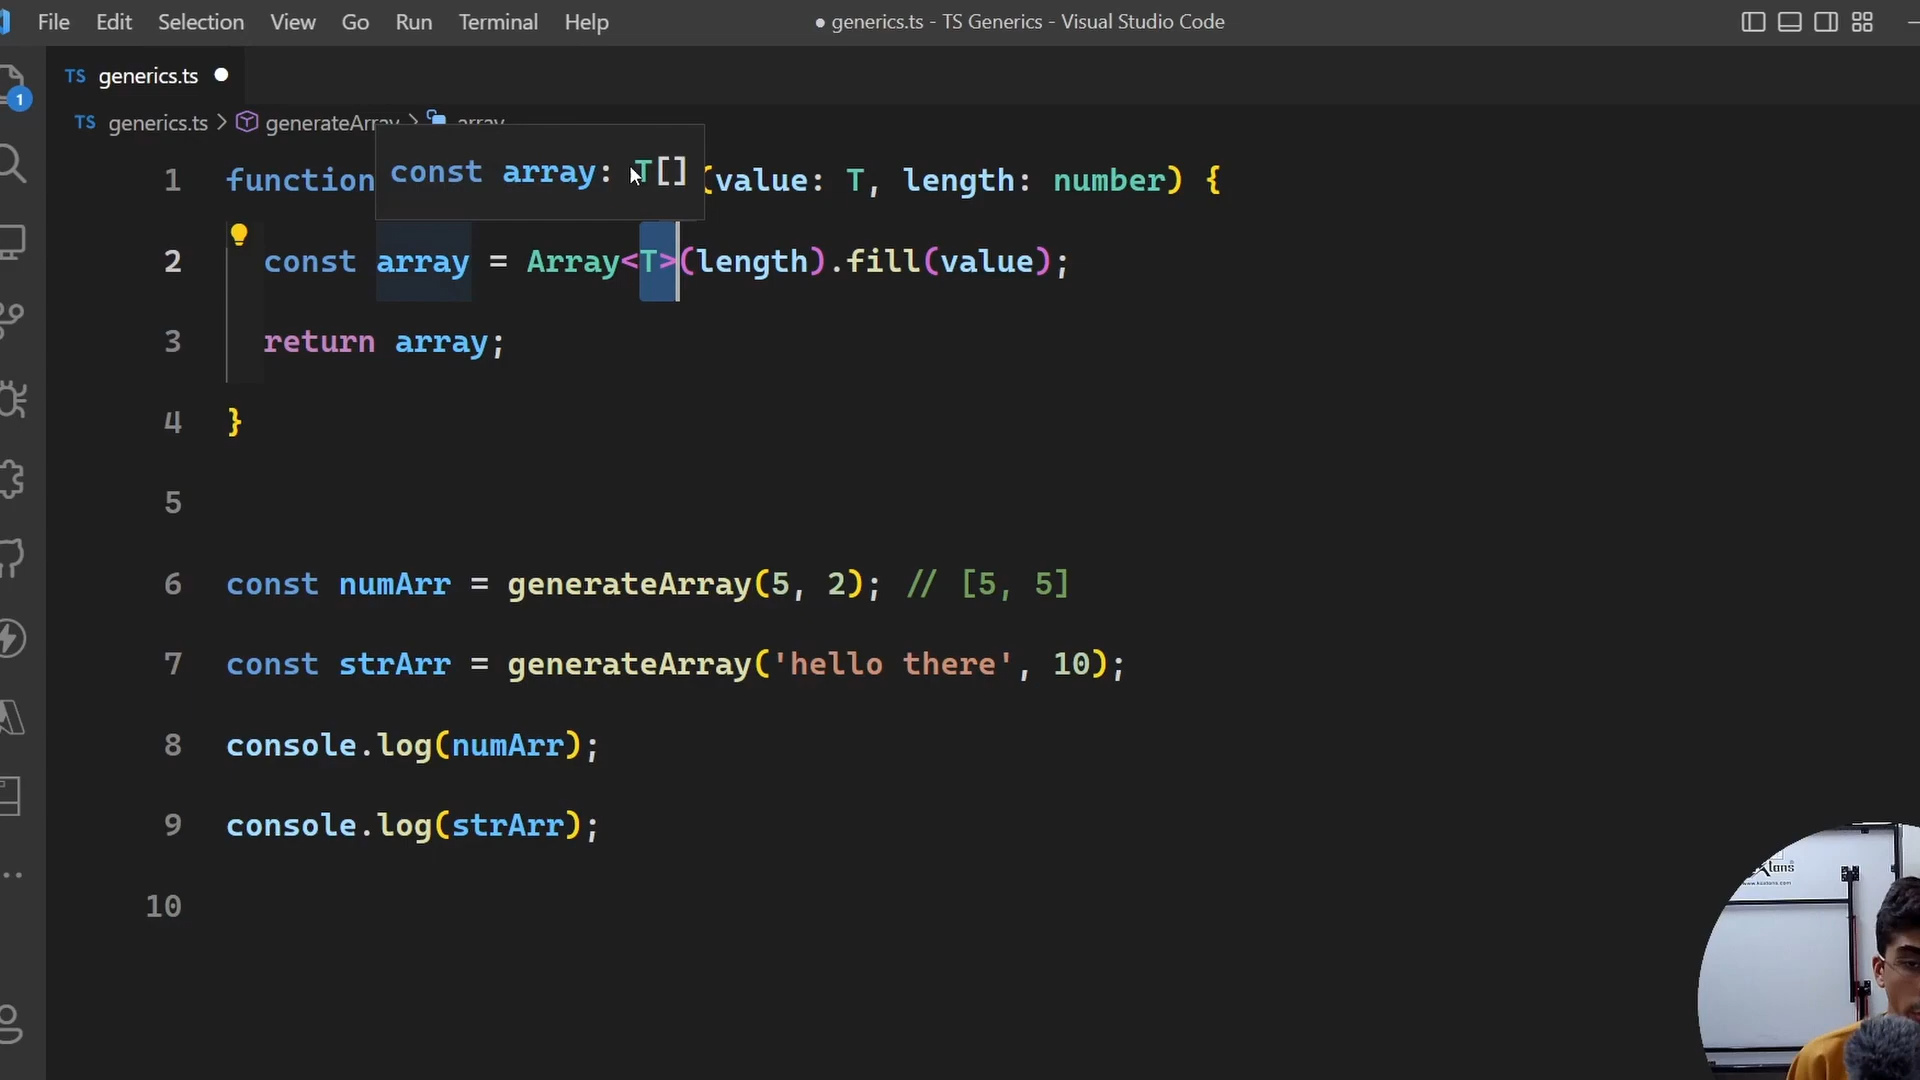 File Edit Selection View Go Run Terminal Help
● generics.ts - TS Generics - Visual Studio Code
TS generics.ts ●
TS generics.ts > generateArray > array
const array: T[]
1 function (value: T, length: number) {
2 const array = Array<T>(length).fill(value);
3 return array;
4 }
5
6 const numArr = generateArray(5, 2); // [5, 5]
7 const strArr = generateArray('hello there', 10);
8 console.log(numArr);
9 console.log(strArr);
10
1